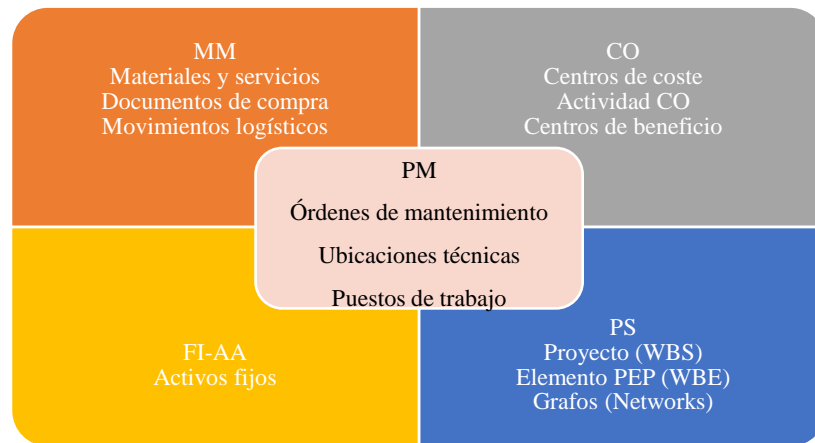 MM
Materiales y servicios
Documentos de compra
Movimientos logísticos
CO
Centros de coste
Actividad CO
Centros de beneficio
PM
Órdenes de mantenimiento
Ubicaciones técnicas
Puestos de trabajo
FI-AA
Activos fijos
PS
Proyecto (WBS)
Elemento PEP (WBE)
Grafos (Networks)